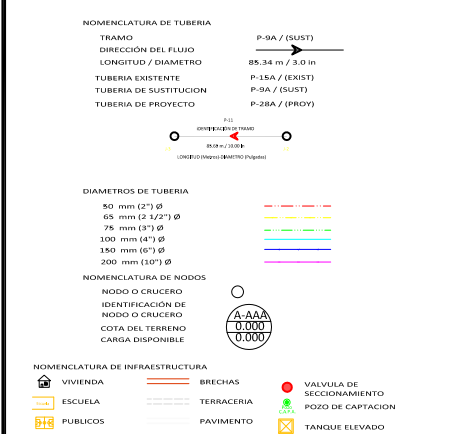 NOMENCLATURA DE TUBERIA
TRAMO P-9A / (SUST)
DIRECCIÓN DEL FLUJO
LONGITUD / DIAMETRO 85.34 m / 3.0 in
TUBERIA EXISTENTE P-15A / (EXIST)
TUBERIA DE SUSTITUCION P-9A / (SUST)
TUBERIA DE PROYECTO P-28A / (PROY)
P-11
IDENTIFICACIÓN DE TRAMO
85.69 m / 10.00 in
LONGITUD (Metros)-DIAMETRO (Pulgadas)
DIAMETROS DE TUBERIA
50 mm (2") Ø
65 mm (2 1/2") Ø
75 mm (3") Ø
100 mm (4") Ø
150 mm (6") Ø
200 mm (10") Ø
NOMENCLATURA DE NODOS
NODO O CRUCERO
IDENTIFICACIÓN DE
NODO O CRUCERO A-AAA
COTA DEL TERRENO 0.000
CARGA DISPONIBLE 0.000
NOMENCLATURA DE INFRAESTRUCTURA
VIVIENDA BRECHAS VALVULA DE
SECCIONAMIENTO
ESCUELA TERRACERIA POZO DE CAPTACION
PUBLICOS PAVIMENTO TANQUE ELEVADO